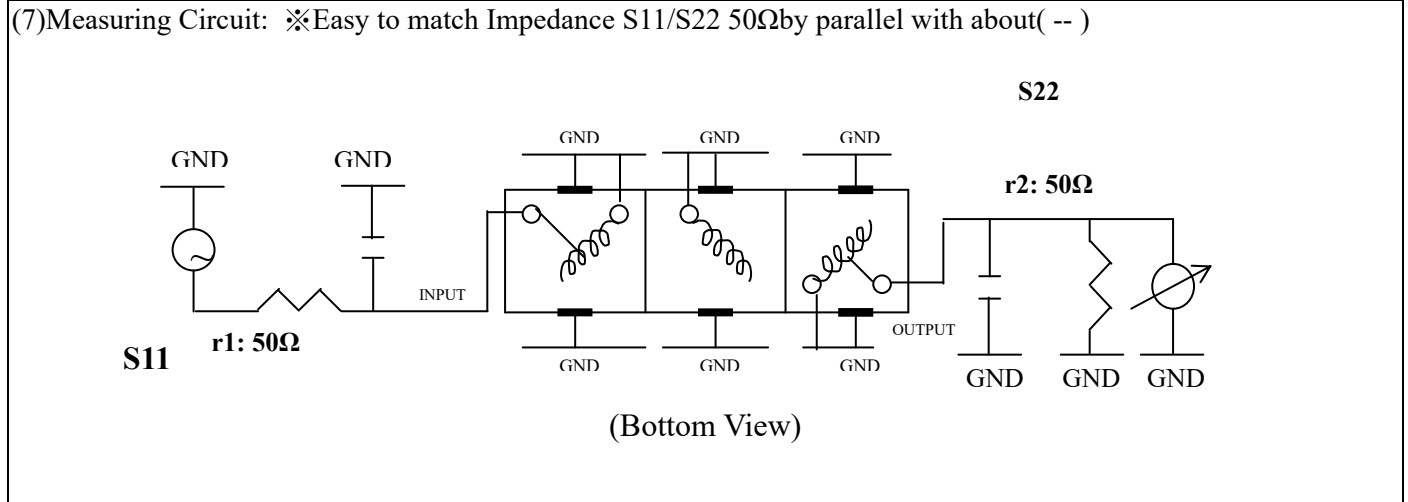 (7)Measuring Circuit: ※Easy to match Impedance S11/S22 50Ωby parallel with about( -- )
S22
GND GND GND
GND GND
r2: 50Ω
INPUT
OUTPUT
r1: 50Ω
S11
GND GND GND
GND GND GND
(Bottom View)